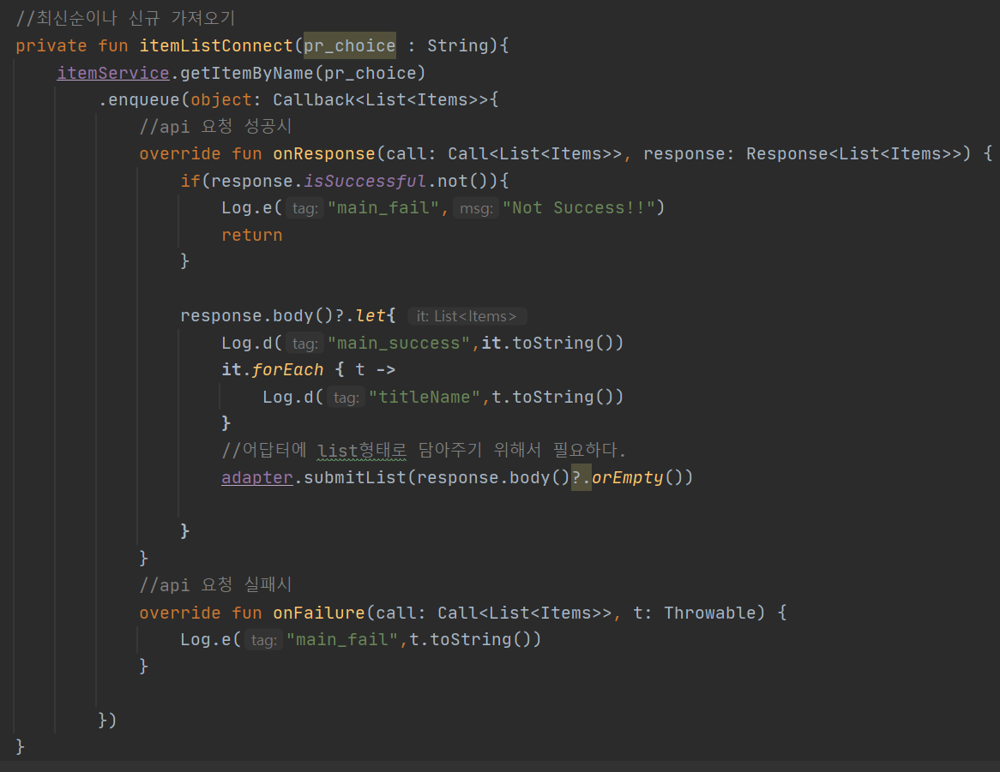 //최신순이나 신규 가져오기
private fun itemListConnect(pr_choice : String){
itemService.getItemByName(pr_choice)
.enqueue(object: Callback<List<Items>>{
//api 요청 성공시
override fun onResponse(call: Call<List<Items>>, response: Response<List<Items>>) {
if(response.isSuccessful.not()){
Log.e( tag: "main_fail", msg: "Not Success!!")
return
}
response.body()?.let{ it: List<Items>
Log.d( tag: "main_success",it.toString())
it.forEach { t ->
Log.d( tag: "titleName",t.toString())
}
//어답터에 list형태로 담아주기 위해서 필요하다.
adapter.submitList(response.body()?.orEmpty())
}
}
//api 요청 실패시
override fun onFailure(call: Call<List<Items>>, t: Throwable) {
Log.e( tag: "main_fail",t.toString())
}
})
}